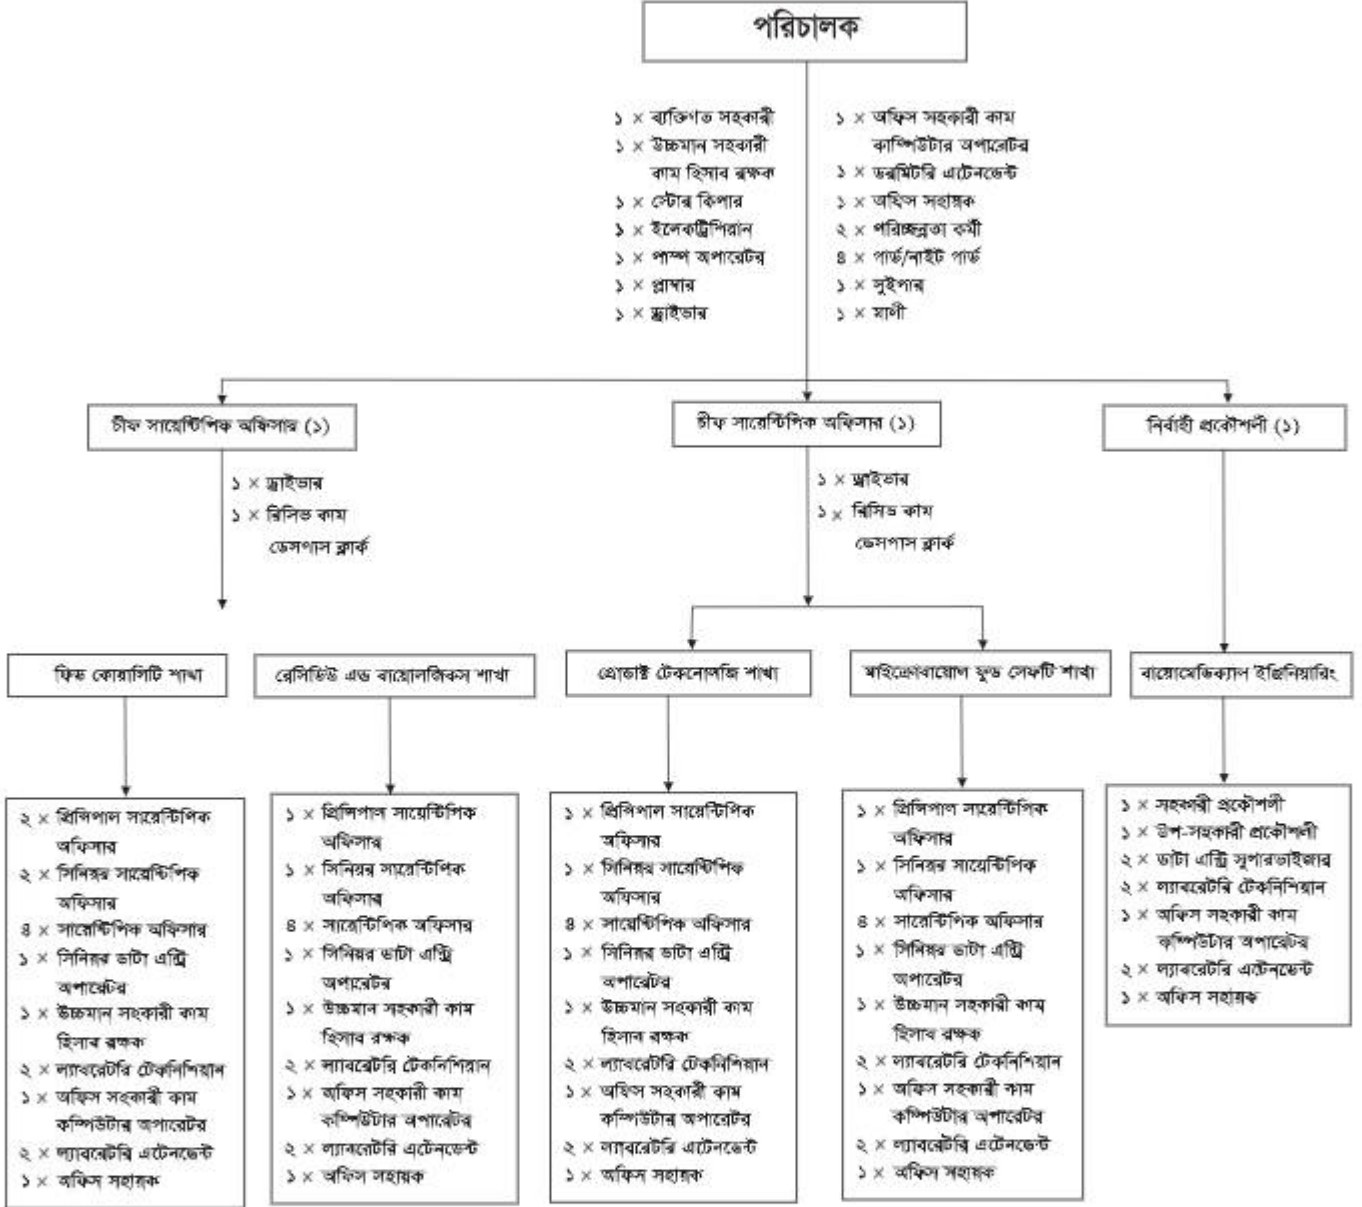 পরিচালক
১ × ব্যক্তিগত সহকারী
১ × উচ্চমান সহকারী
কাম হিসাব রক্ষক
১ × স্টোর কিপার
১ × ইলেকট্রিশিয়ান
১ × পাম্প অপারেটর
১ × প্লাম্বার
১ × ড্রাইভার
১ × অফিস সহকারী কাম
কাম্পিউটার অপারেটর
১ × ডরমিটরি এটেনডেন্ট
১ × অফিস সহায়ক
২ × পরিচ্ছন্নতা কর্মী
৪ × গার্ড/নাইট গার্ড
১ × সুইপার
১ × মালী
চীফ সায়েন্টিপিক অফিসার (১)
১ × ড্রাইভার
১ × রিসিভ কাম
ডেসপাস ক্লার্ক
চীফ সায়েন্টিপিক অফিসার (১)
১ × ড্রাইভার
১ × রিসিভ কাম
ডেসপাস ক্লার্ক
নির্বাহী প্রকৌশলী (১)
ফিড কোয়ালিটি শাখা
২ × প্রিন্সিপাল সায়েন্টিপিক
অফিসার
২ × সিনিয়র সায়েন্টিপিক
অফিসার
৪ × সায়েন্টিপিক অফিসার
১ × সিনিয়র ডাটা এন্ট্রি
অপারেটর
১ × উচ্চমান সহকারী কাম
হিসাব রক্ষক
২ × ল্যাবরেটরি টেকনিশিয়ান
১ × অফিস সহকারী কাম
কম্পিউটার অপারেটর
২ × ল্যাবরেটরি এটেনডেন্ট
১ × অফিস সহায়ক
রেসিডিউ এন্ড বায়োলজিকস শাখা
১ × প্রিন্সিপাল সায়েন্টিপিক
অফিসার
১ × সিনিয়র সায়েন্টিপিক
অফিসার
৪ × সায়েন্টিপিক অফিসার
১ × সিনিয়র ডাটা এন্ট্রি
অপারেটর
১ × উচ্চমান সহকারী কাম
হিসাব রক্ষক
২ × ল্যাবরেটরি টেকনিশিয়ান
১ × অফিস সহকারী কাম
কম্পিউটার অপারেটর
২ × ল্যাবরেটরি এটেনডেন্ট
১ × অফিস সহায়ক
প্রোডাক্ট টেকনোলজি শাখা
১ × প্রিন্সিপাল সায়েন্টিপিক
অফিসার
১ × সিনিয়র সায়েন্টিপিক
অফিসার
৪ × সায়েন্টিপিক অফিসার
১ × সিনিয়র ডাটা এন্ট্রি
অপারেটর
১ × উচ্চমান সহকারী কাম
হিসাব রক্ষক
২ × ল্যাবরেটরি টেকনিশিয়ান
১ × অফিস সহকারী কাম
কম্পিউটার অপারেটর
২ × ল্যাবরেটরি এটেনডেন্ট
১ × অফিস সহায়ক
মাইক্রোবায়োল ফুড সেফটি শাখা
১ × প্রিন্সিপাল সায়েন্টিপিক
অফিসার
১ × সিনিয়র সায়েন্টিপিক
অফিসার
৪ × সায়েন্টিপিক অফিসার
১ × সিনিয়র ডাটা এন্ট্রি
অপারেটর
১ × উচ্চমান সহকারী কাম
হিসাব রক্ষক
২ × ল্যাবরেটরি টেকনিশিয়ান
১ × অফিস সহকারী কাম
কম্পিউটার অপারেটর
২ × ল্যাবরেটরি এটেনডেন্ট
১ × অফিস সহায়ক
বায়োমেডিক্যাল ইঞ্জিনিয়ারিং
১ × সহকারী প্রকৌশলী
১ × উপ-সহকারী প্রকৌশলী
২ × ডাটা এন্ট্রি সুপারভাইজার
২ × ল্যাবরেটরি টেকনিশিয়ান
১ × অফিস সহকারী কাম
কম্পিউটার অপারেটর
২ × ল্যাবরেটরি এটেনডেন্ট
১ × অফিস সহায়ক